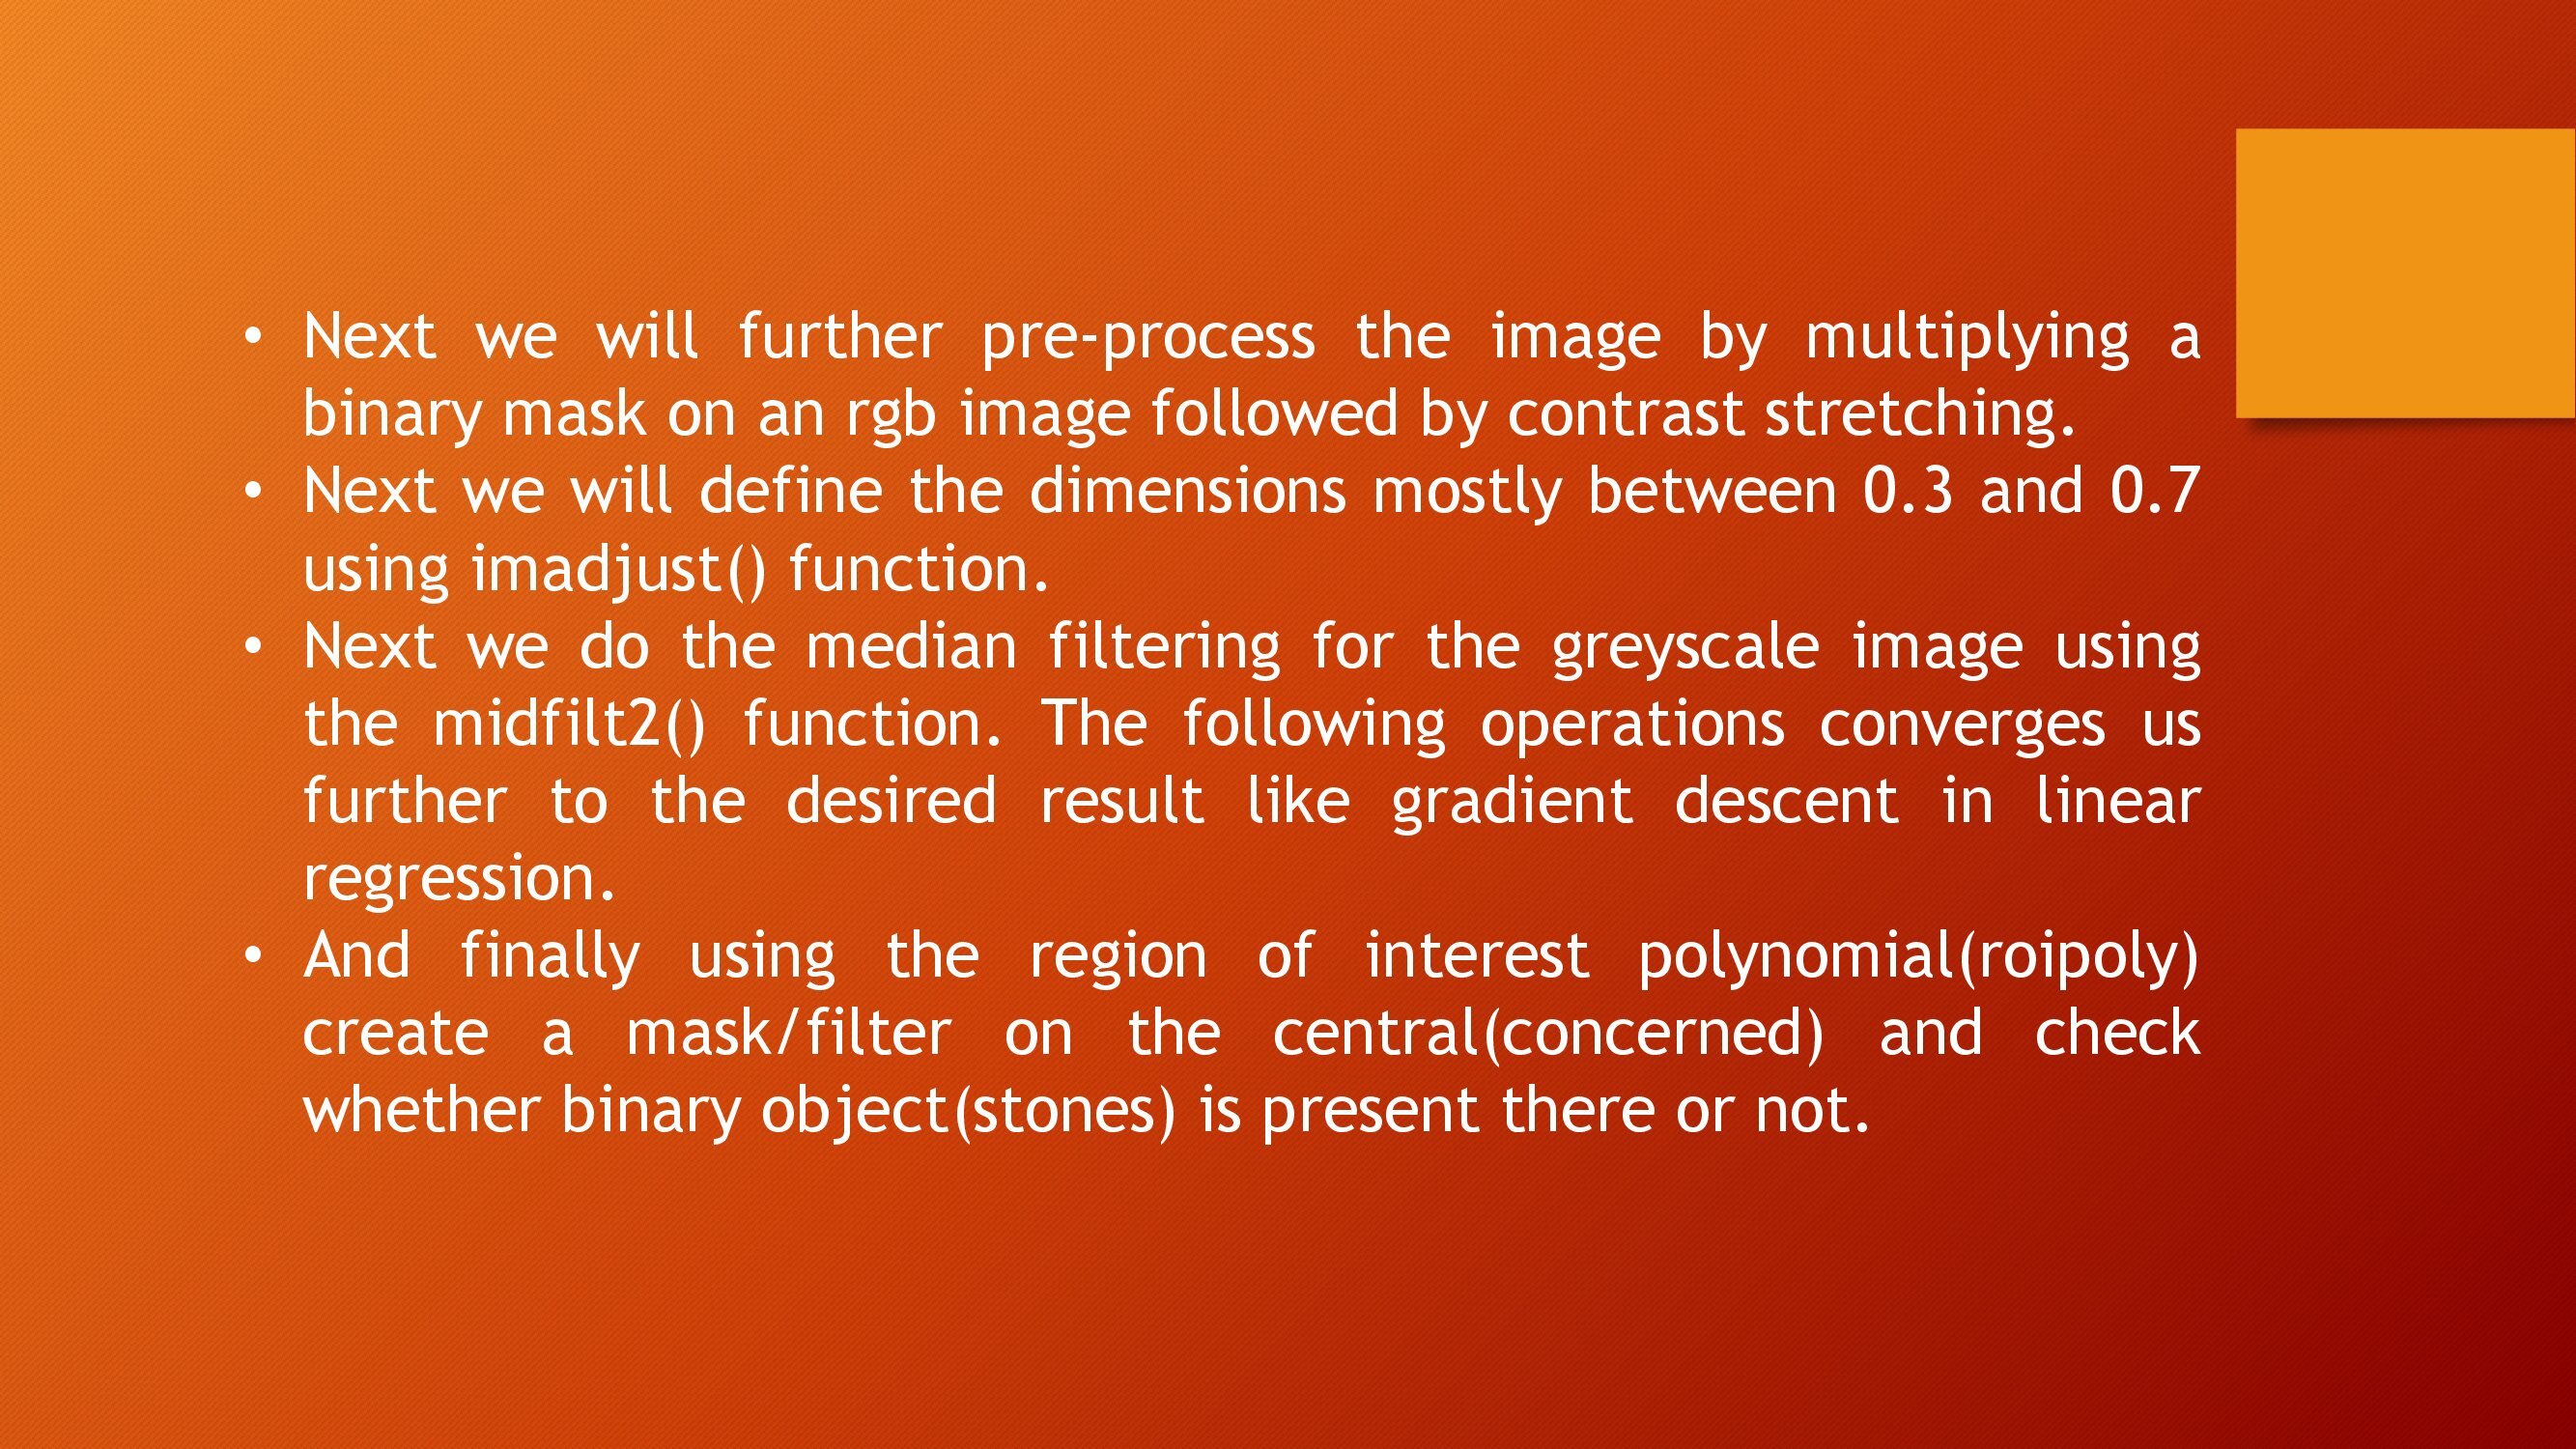 • Next we will further pre-process the image by multiplying a
binary mask on an rgb image followed by contrast stretching.
• Next we will define the dimensions mostly between 0.3 and 0.7
using imadjust() function.
• Next we do the median filtering for the greyscale image using
the midfilt2() function. The following operations converges us
further to the desired result like gradient descent in linear
regression.
• And finally using the region of interest polynomial(roipoly)
create a mask/filter on the central(concerned) and check
whether binary object(stones) is present there or not.